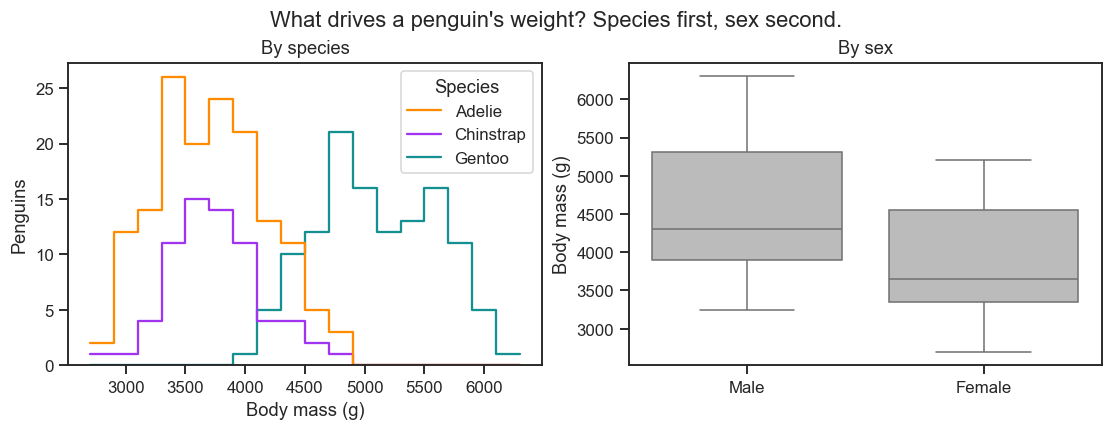 What drives a penguin's weight? Species first, sex second.
By species
Penguins
25
20
15
10
5
0
Species
Adelie
Chinstrap
Gentoo
3000 3500 4000 4500 5000 5500 6000
Body mass (g)
By sex
Body mass (g)
6000
5500
5000
4500
4000
3500
3000
Male Female